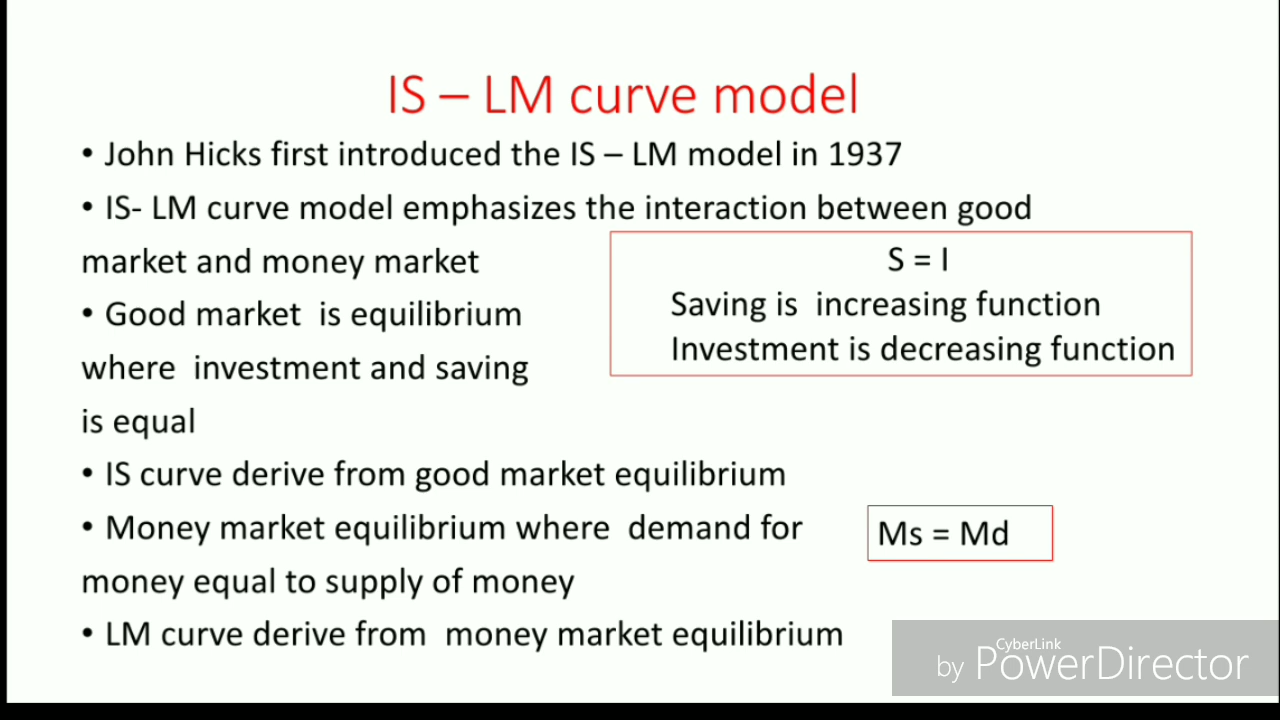 IS – LM curve model
• John Hicks first introduced the IS – LM model in 1937
• IS- LM curve model emphasizes the interaction between good
market and money market
S = I
Saving is increasing function
Investment is decreasing function
• Good market is equilibrium
where investment and saving
is equal
• IS curve derive from good market equilibrium
• Money market equilibrium where demand for
money equal to supply of money
Ms = Md
• LM curve derive from money market equilibrium
CyberLink
by PowerDirector